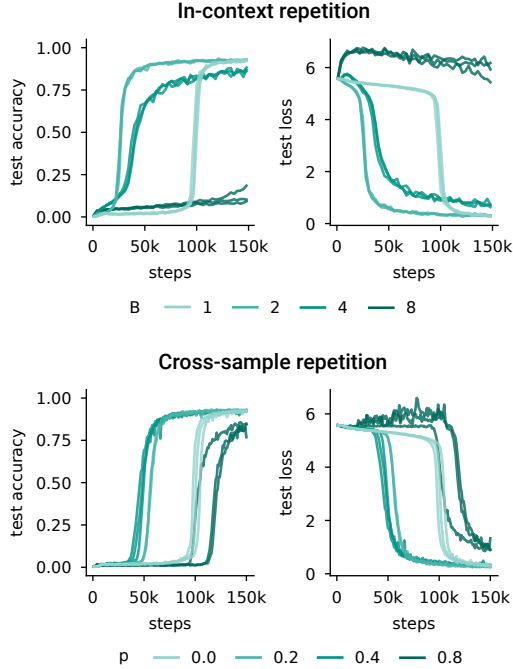 In-context repetition
test accuracy
1.00
0.75
0.50
0.25
0.00
0 50k 100k 150k
steps
test loss
6
4
2
0
0 50k 100k 150k
steps
B 1 2 4 8
Cross-sample repetition
test accuracy
1.00
0.75
0.50
0.25
0.00
0 50k 100k 150k
steps
test loss
6
4
2
0
0 50k 100k 150k
steps
p 0.0 0.2 0.4 0.8